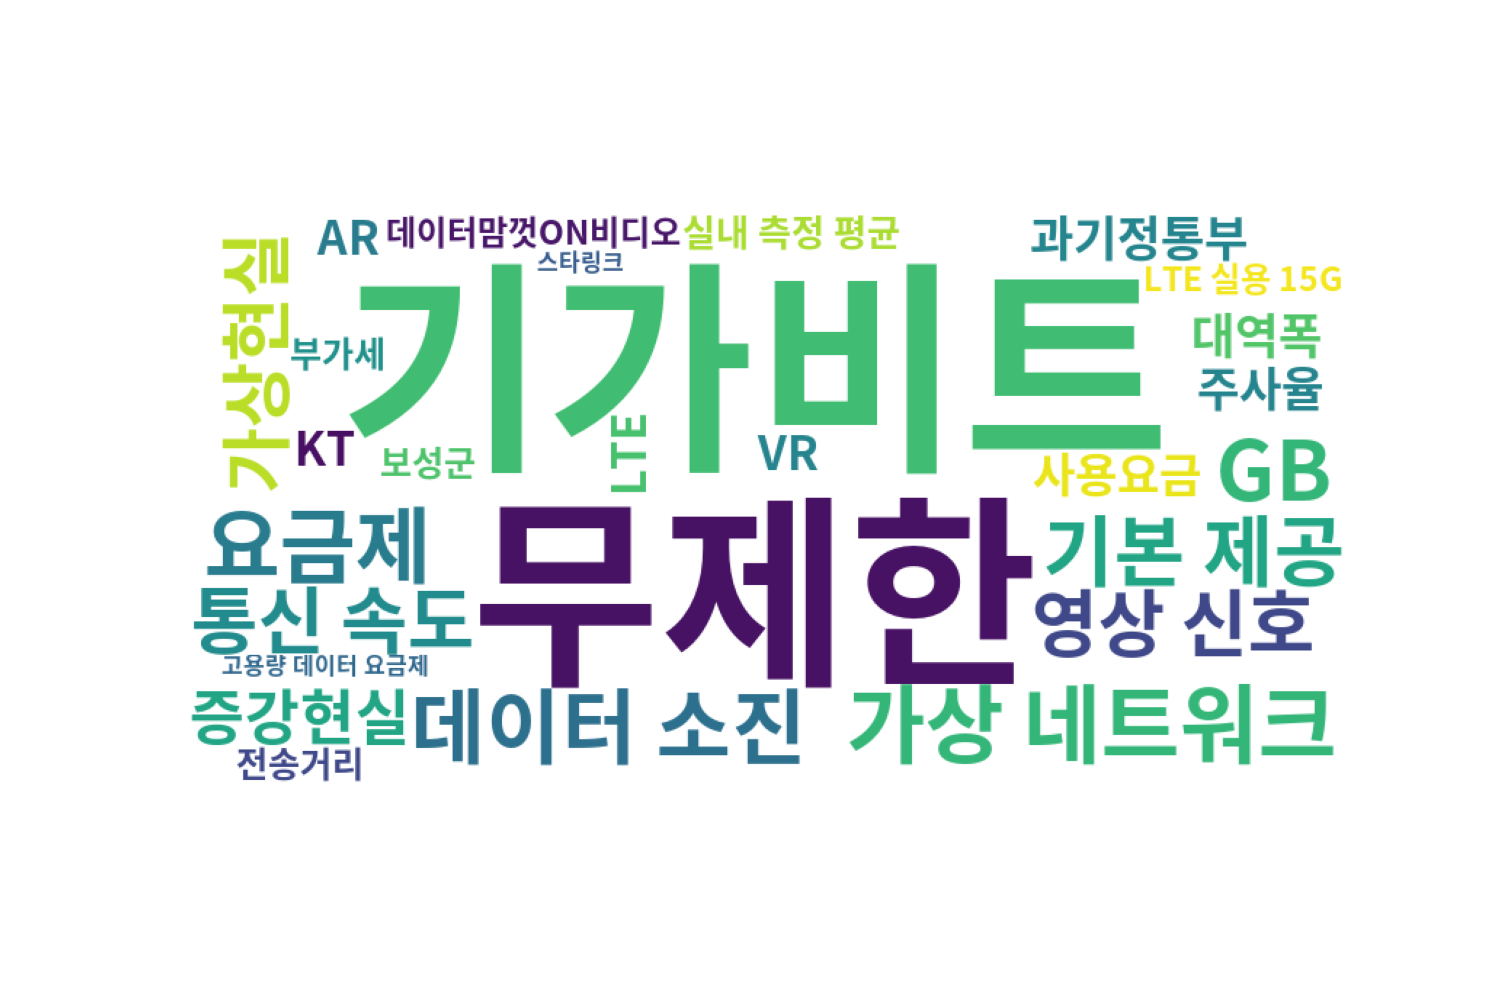 AR
데이터맘껏ON비디오
실내 측정 평균
과기정통부
스타링크
LTE 실용 15G
가상현실
기가비트
부가세
대역폭
주사율
KT
보성군
LTE
VR
사용요금
GB
요금제
무제한
기본 제공
통신 속도
영상 신호
고용량 데이터 요금제
증강현실
데이터 소진
가상 네트워크
전송거리